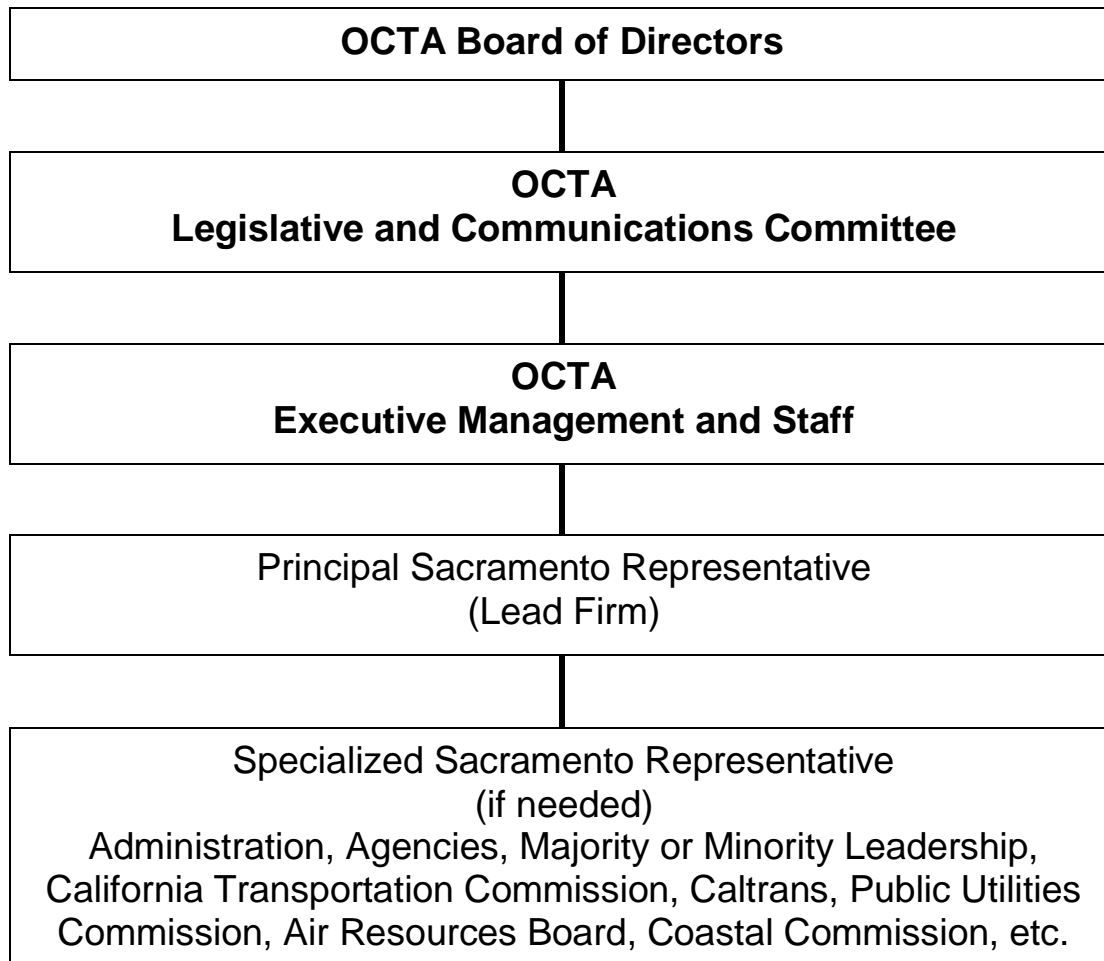 OCTA Board of Directors
OCTA
Legislative and Communications Committee
OCTA
Executive Management and Staff
Principal Sacramento Representative
(Lead Firm)
Specialized Sacramento Representative
(if needed)
Administration, Agencies, Majority or Minority Leadership,
California Transportation Commission, Caltrans, Public Utilities
Commission, Air Resources Board, Coastal Commission, etc.